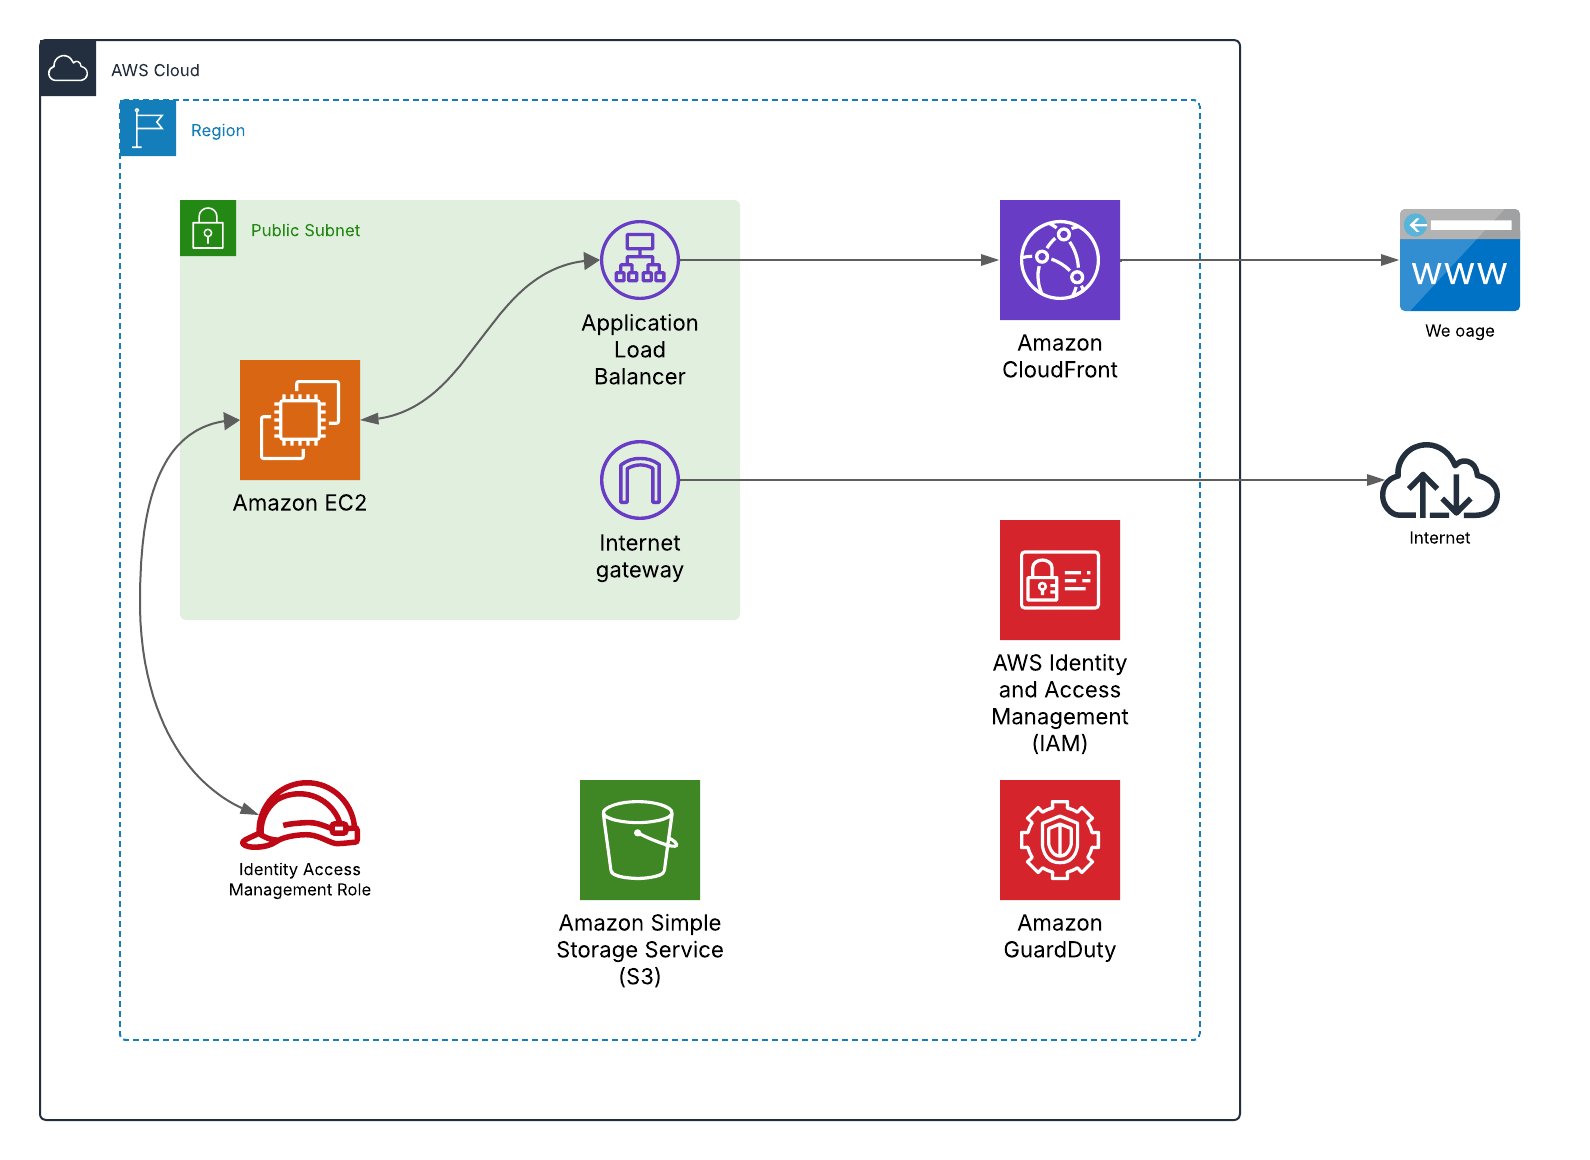 AWS Cloud
Region
Public Subnet
Application
Load
Balancer
Amazon
CloudFront
WWW
We oage
Amazon EC2
Internet
gateway
Internet
AWS Identity
and Access
Management
(IAM)
Identity Access
Management Role
Amazon Simple
Storage Service
(S3)
Amazon
GuardDuty